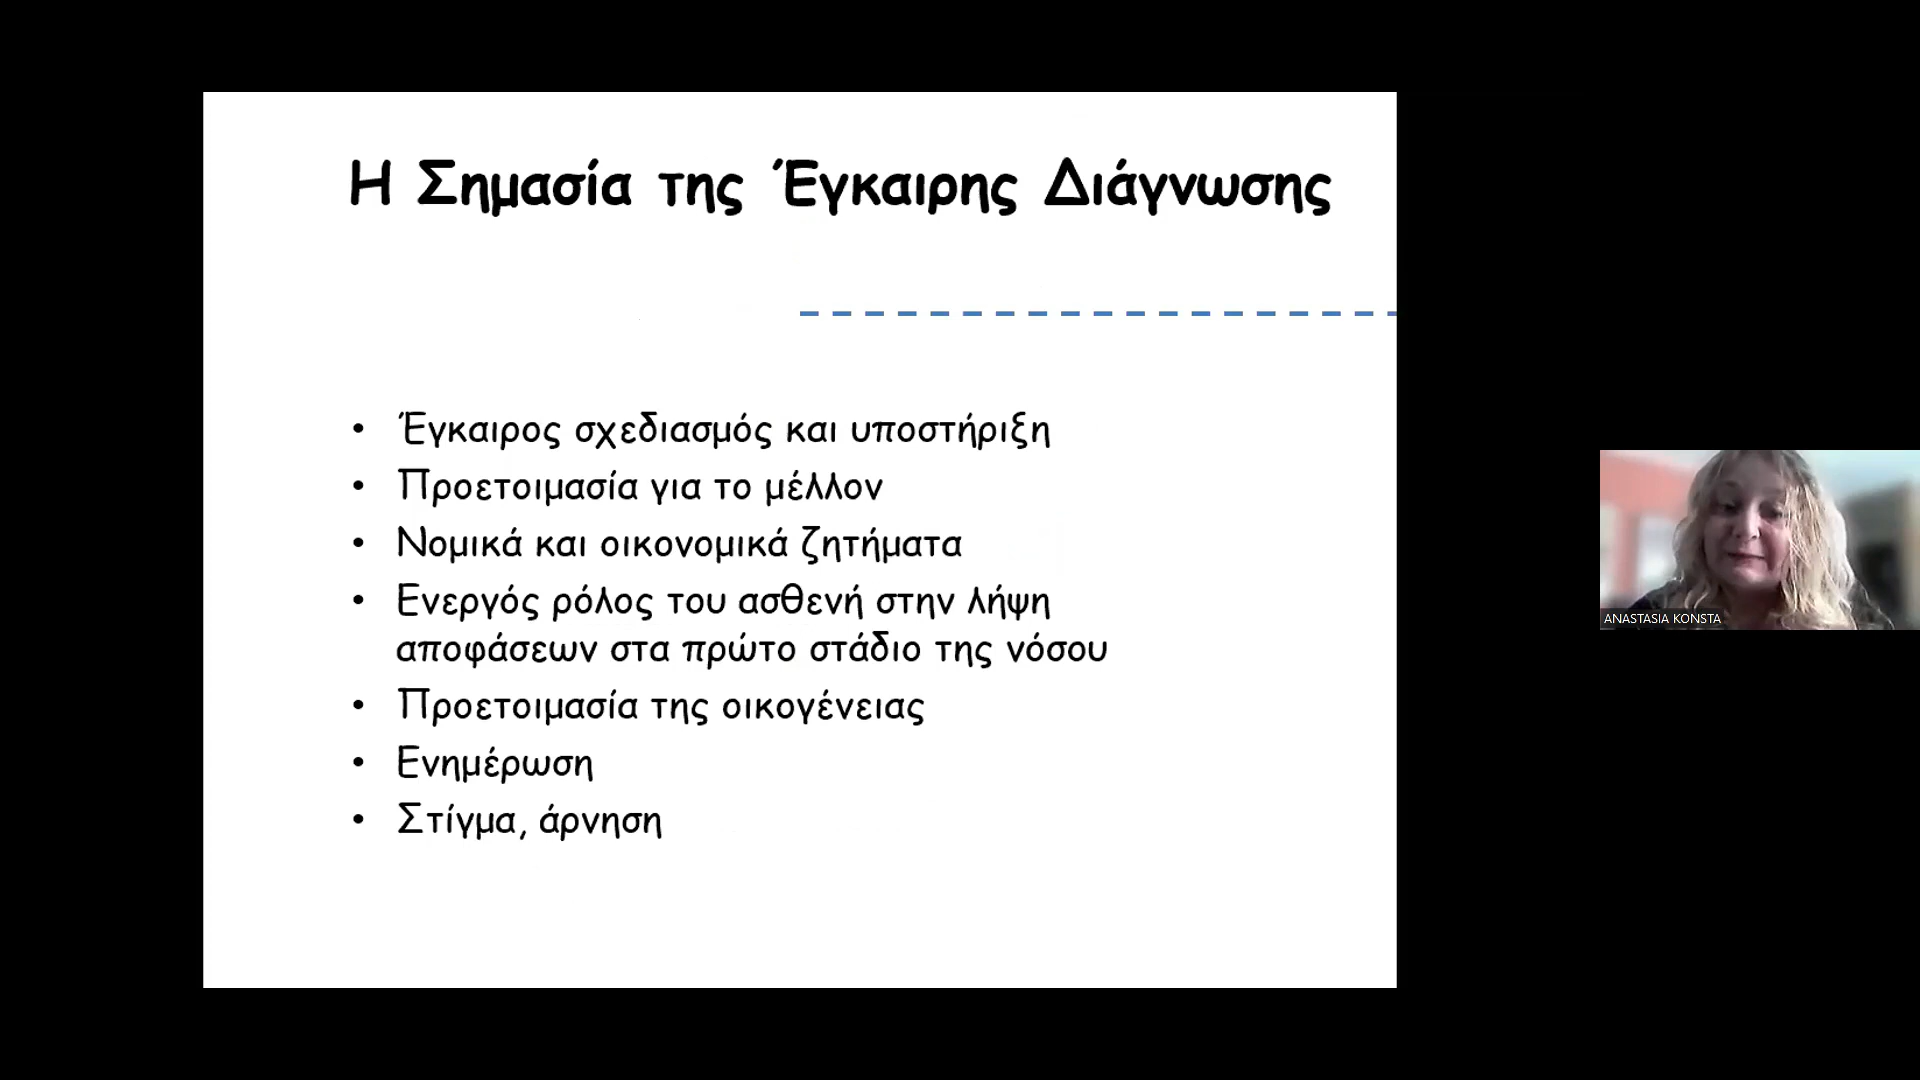 Η Σημασία της Έγκαιρης Διάγνωσης
• Έγκαιρος σχεδιασμός και υποστήριξη
• Προετοιμασία για το μέλλον
• Νομικά και οικονομικά ζητήματα
• Ενεργός ρόλος του ασθενή στην λήψη
αποφάσεων στα πρώτο στάδιο της νόσου
• Προετοιμασία της οικογένειας
• Ενημέρωση
• Στίγμα, άρνηση
ANASTASIA KONSTA